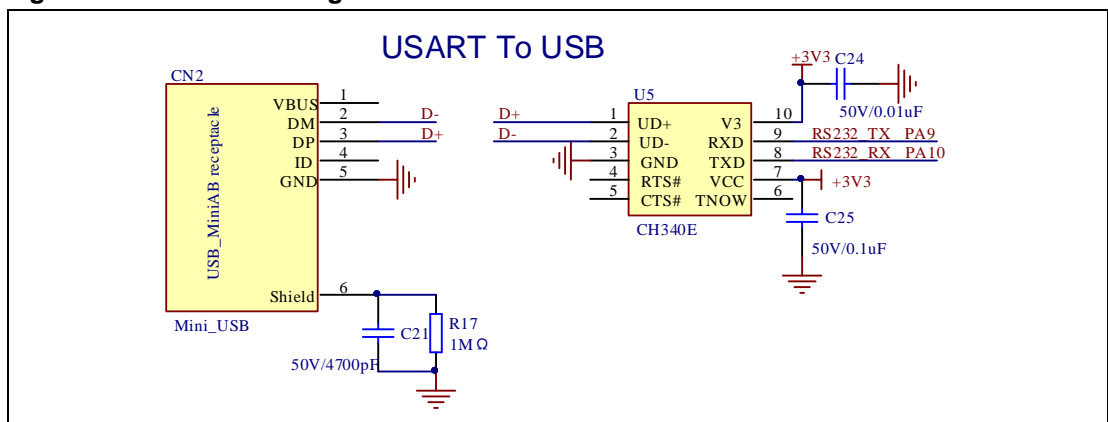 USART To USB
CN2
USB_MiniAB receptacle
VBUS 1
DM 2
DP 3
ID 4
GND 5
Shield 6
Mini_USB
D-
D+
D+
D-
U5
1 UD+
2 UD-
3 GND
4 RTS#
5 CTS#
V3 10
RXD 9
TXD 8
VCC 7
TNOW 6
CH340E
+3V3
C24
50V/0.01uF
RS232_TX PA9
RS232_RX PA10
+3V3
C25
50V/0.1uF
C21
50V/4700pF
R17
1MΩ